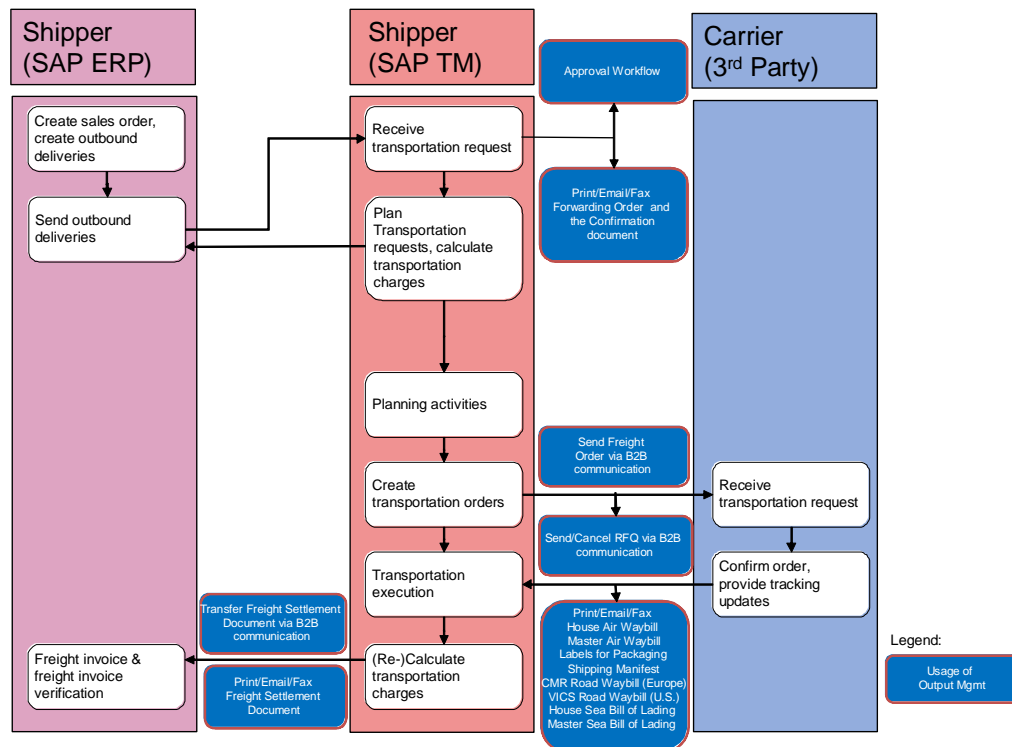 Shipper
(SAP ERP)
Shipper
(SAP TM)
Carrier
(3rd Party)
Approval Workflow
Create sales order,
create outbound
deliveries
Receive
transportation request
Print/Email/Fax
Forwarding Order and
the Confirmation
document
Send outbound
deliveries
Plan
Transportation
requests, calculate
transportation
charges
Planning activities
Send Freight
Order via B2B
communication
Create
transportation orders
Receive
transportation request
Send/Cancel RFQ via B2B
communication
Transportation
execution
Confirm order,
provide tracking
updates
Transfer Freight Settlement
Document via B2B
communication
Print/Email/Fax
House Air Waybill
Master Air Waybill
Labels for Packaging
Shipping Manifest
CMR Road Waybill (Europe)
VICS Road Waybill (U.S.)
House Sea Bill of Lading
Master Sea Bill of Lading
Freight invoice &
freight invoice
verification
Print/Email/Fax
Freight Settlement
Document
(Re-)Calculate
transportation
charges
Legend:
Usage of
Output Mgmt